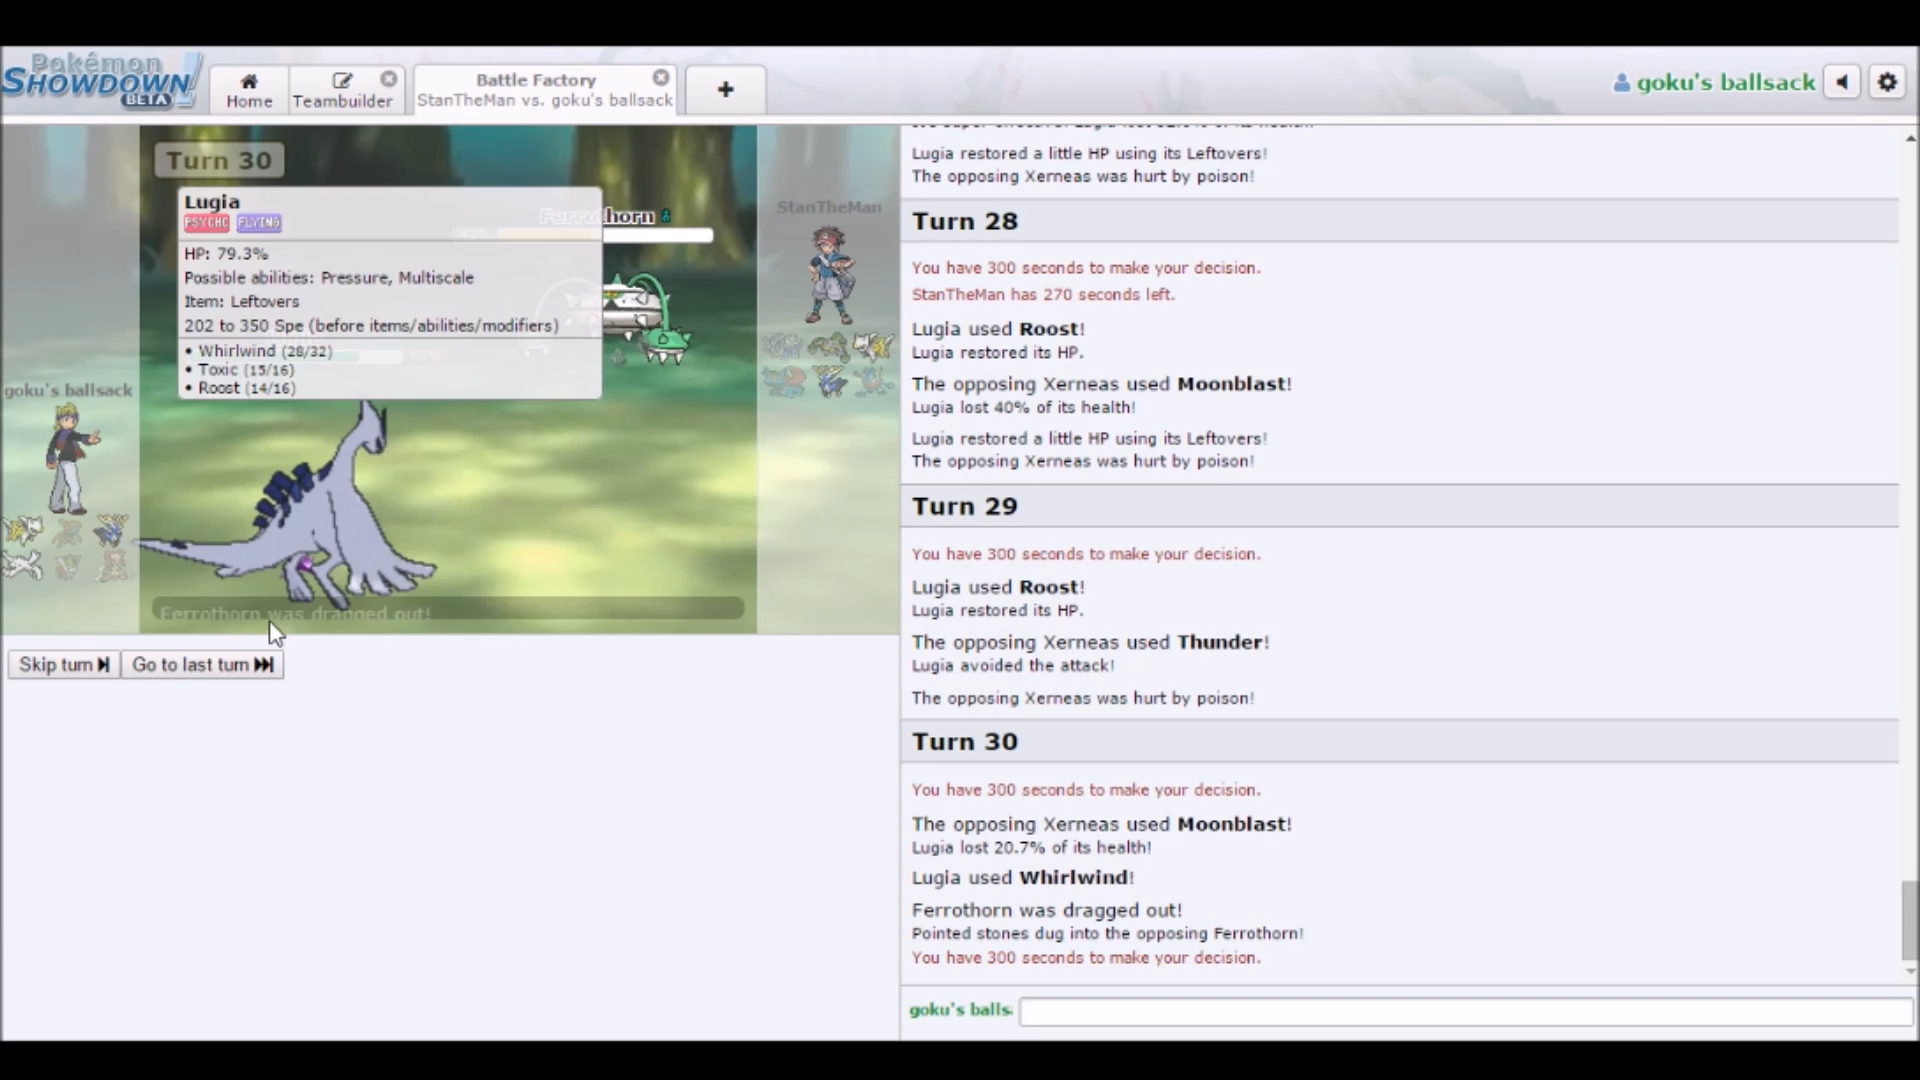 Pokémon
SHOWDOWN!
BETA
Home
Teambuilder
Battle Factory
StanTheMan vs. goku's ballsack
+
goku's ballsack
Turn 30
Lugia
PSYCHC FLYING
HP: 79.3%
Possible abilities: Pressure, Multiscale
Item: Leftovers
202 to 350 Spe (before items/abilities/modifiers)
• Whirlwind (28/32)
• Toxic (15/16)
• Roost (14/16)
Ferrothorn
StanTheMan
goku's ballsack
Ferrothorn was dragged out!
Skip turn
Go to last turn
Lugia restored a little HP using its Leftovers!
The opposing Xerneas was hurt by poison!
Turn 28
You have 300 seconds to make your decision.
StanTheMan has 270 seconds left.
Lugia used Roost!
Lugia restored its HP.
The opposing Xerneas used Moonblast!
Lugia lost 40% of its health!
Lugia restored a little HP using its Leftovers!
The opposing Xerneas was hurt by poison!
Turn 29
You have 300 seconds to make your decision.
Lugia used Roost!
Lugia restored its HP.
The opposing Xerneas used Thunder!
Lugia avoided the attack!
The opposing Xerneas was hurt by poison!
Turn 30
You have 300 seconds to make your decision.
The opposing Xerneas used Moonblast!
Lugia lost 20.7% of its health!
Lugia used Whirlwind!
Ferrothorn was dragged out!
Pointed stones dug into the opposing Ferrothorn!
You have 300 seconds to make your decision.
goku's balls